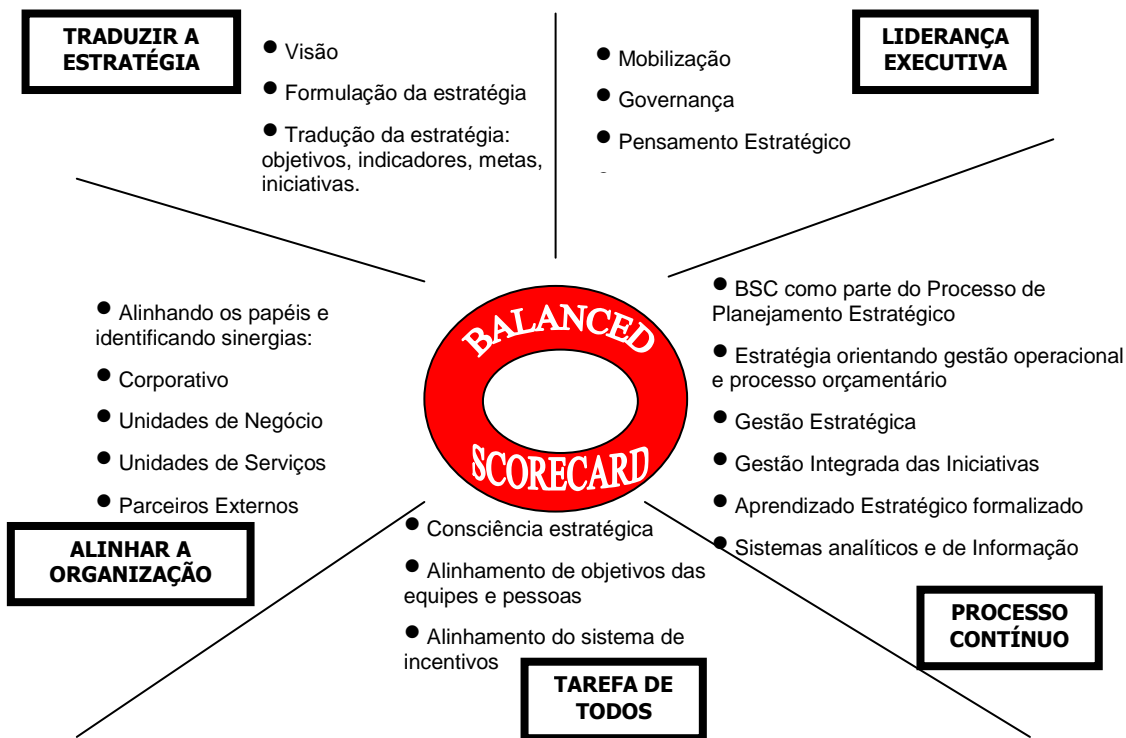 TRADUZIR A
ESTRATÉGIA
● Visão
● Formulação da estratégia
● Tradução da estratégia:
objetivos, indicadores, metas,
iniciativas.
LIDERANÇA
EXECUTIVA
● Mobilização
● Governança
● Pensamento Estratégico
BALANCED
SCORECARD
● Alinhando os papéis e
identificando sinergias:
● Corporativo
● Unidades de Negócio
● Unidades de Serviços
● Parceiros Externos
ALINHAR A
ORGANIZAÇÃO
● BSC como parte do Processo de
Planejamento Estratégico
● Estratégia orientando gestão operacional
e processo orçamentário
● Gestão Estratégica
● Gestão Integrada das Iniciativas
● Aprendizado Estratégico formalizado
● Sistemas analíticos e de Informação
PROCESSO
CONTÍNUO
● Consciência estratégica
● Alinhamento de objetivos das
equipes e pessoas
● Alinhamento do sistema de
incentivos
TAREFA DE
TODOS